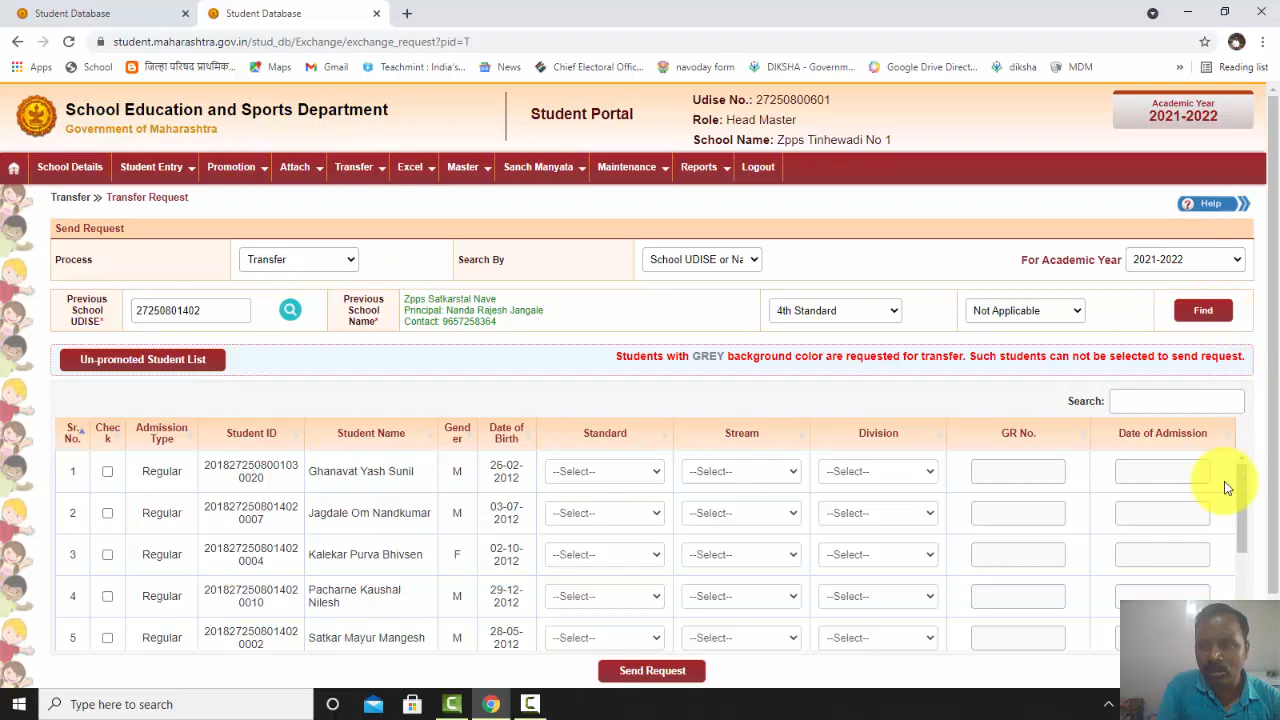 Student Database
Student Database
student.maharashtra.gov.in/stud_db/Exchange/exchange_request?pid=T
Apps School जिल्हा परिषद प्राथमिक... Maps Gmail Teachmint : India's... News Chief Electoral Offic... navoday form DIKSHA - Governm... Google Drive Direct... diksha MDM » Reading list
School Education and Sports Department
Government of Maharashtra
Student Portal
Udise No.: 27250800601
Role: Head Master
School Name: Zpps Tinhewadi No 1
Academic Year
2021-2022
School Details Student Entry Promotion Attach Transfer Excel Master Sanch Manyata Maintenance Reports Logout
Transfer >> Transfer Request
? Help
Send Request
Process Transfer Search By School UDISE or Na For Academic Year 2021-2022
Previous School UDISE* 27250801402 Previous School Name*
Zpps Satkarstal Nave
Principal: Nanda Rajesh Jangale
Contact: 9657258364
4th Standard Not Applicable Find
Un-promoted Student List
Students with GREY background color are requested for transfer. Such students can not be selected to send request.
Search:
Sr. No. Check Admission Type Student ID Student Name Gender Date of Birth Standard Stream Division GR No. Date of Admission
1 Regular 2018272508001030020 Ghanavat Yash Sunil M 26-02-2012 --Select-- --Select-- --Select--
2 Regular 2018272508014020007 Jagdale Om Nandkumar M 03-07-2012 --Select-- --Select-- --Select--
3 Regular 2018272508014020004 Kalekar Purva Bhivsen F 02-10-2012 --Select-- --Select-- --Select--
4 Regular 2018272508014020010 Pacharne Kaushal Nilesh M 29-12-2012 --Select-- --Select-- --Select--
5 Regular 2018272508014020002 Satkar Mayur Mangesh M 28-05-2012 --Select-- --Select-- --Select--
Send Request
Type here to search